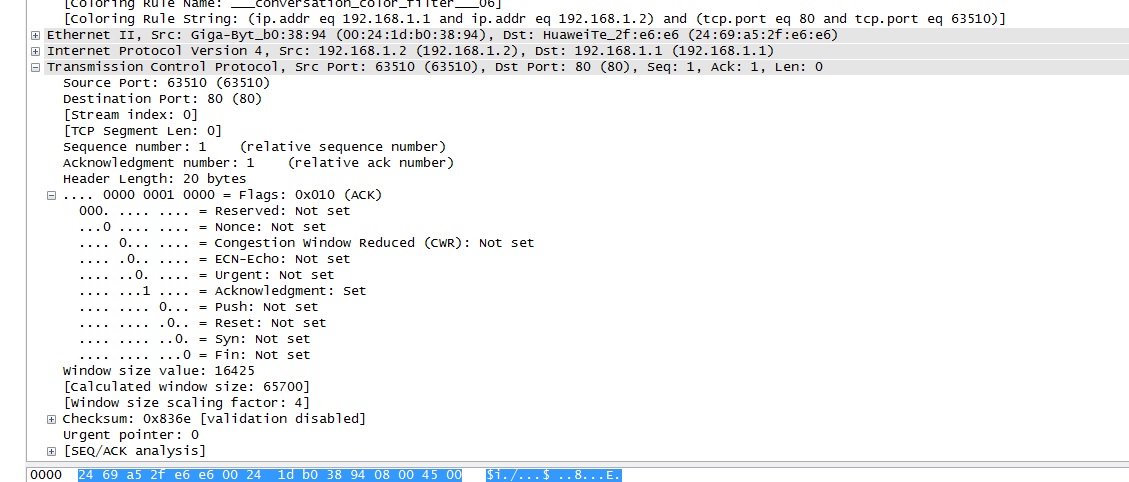 [Coloring Rule Name: ___conversation_color_filter___06]
[Coloring Rule String: (ip.addr eq 192.168.1.1 and ip.addr eq 192.168.1.2) and (tcp.port eq 80 and tcp.port eq 63510)]
Ethernet II, Src: Giga-Byt_b0:38:94 (00:24:1d:b0:38:94), Dst: HuaweiTe_2f:e6:e6 (24:69:a5:2f:e6:e6)
Internet Protocol Version 4, Src: 192.168.1.2 (192.168.1.2), Dst: 192.168.1.1 (192.168.1.1)
Transmission Control Protocol, Src Port: 63510 (63510), Dst Port: 80 (80), Seq: 1, Ack: 1, Len: 0
Source Port: 63510 (63510)
Destination Port: 80 (80)
[Stream index: 0]
[TCP Segment Len: 0]
Sequence number: 1    (relative sequence number)
Acknowledgment number: 1    (relative ack number)
Header Length: 20 bytes
.... 0000 0001 0000 = Flags: 0x010 (ACK)
000. .... .... = Reserved: Not set
...0 .... .... = Nonce: Not set
.... 0... .... = Congestion Window Reduced (CWR): Not set
.... .0.. .... = ECN-Echo: Not set
.... ..0. .... = Urgent: Not set
.... ...1 .... = Acknowledgment: Set
.... .... 0... = Push: Not set
.... .... .0.. = Reset: Not set
.... .... ..0. = Syn: Not set
.... .... ...0 = Fin: Not set
Window size value: 16425
[Calculated window size: 65700]
[Window size scaling factor: 4]
Checksum: 0x836e [validation disabled]
Urgent pointer: 0
[SEQ/ACK analysis]
0000  24 69 a5 2f e6 e6 00 24  1d b0 38 94 08 00 45 00   $i./...$ ..8...E.